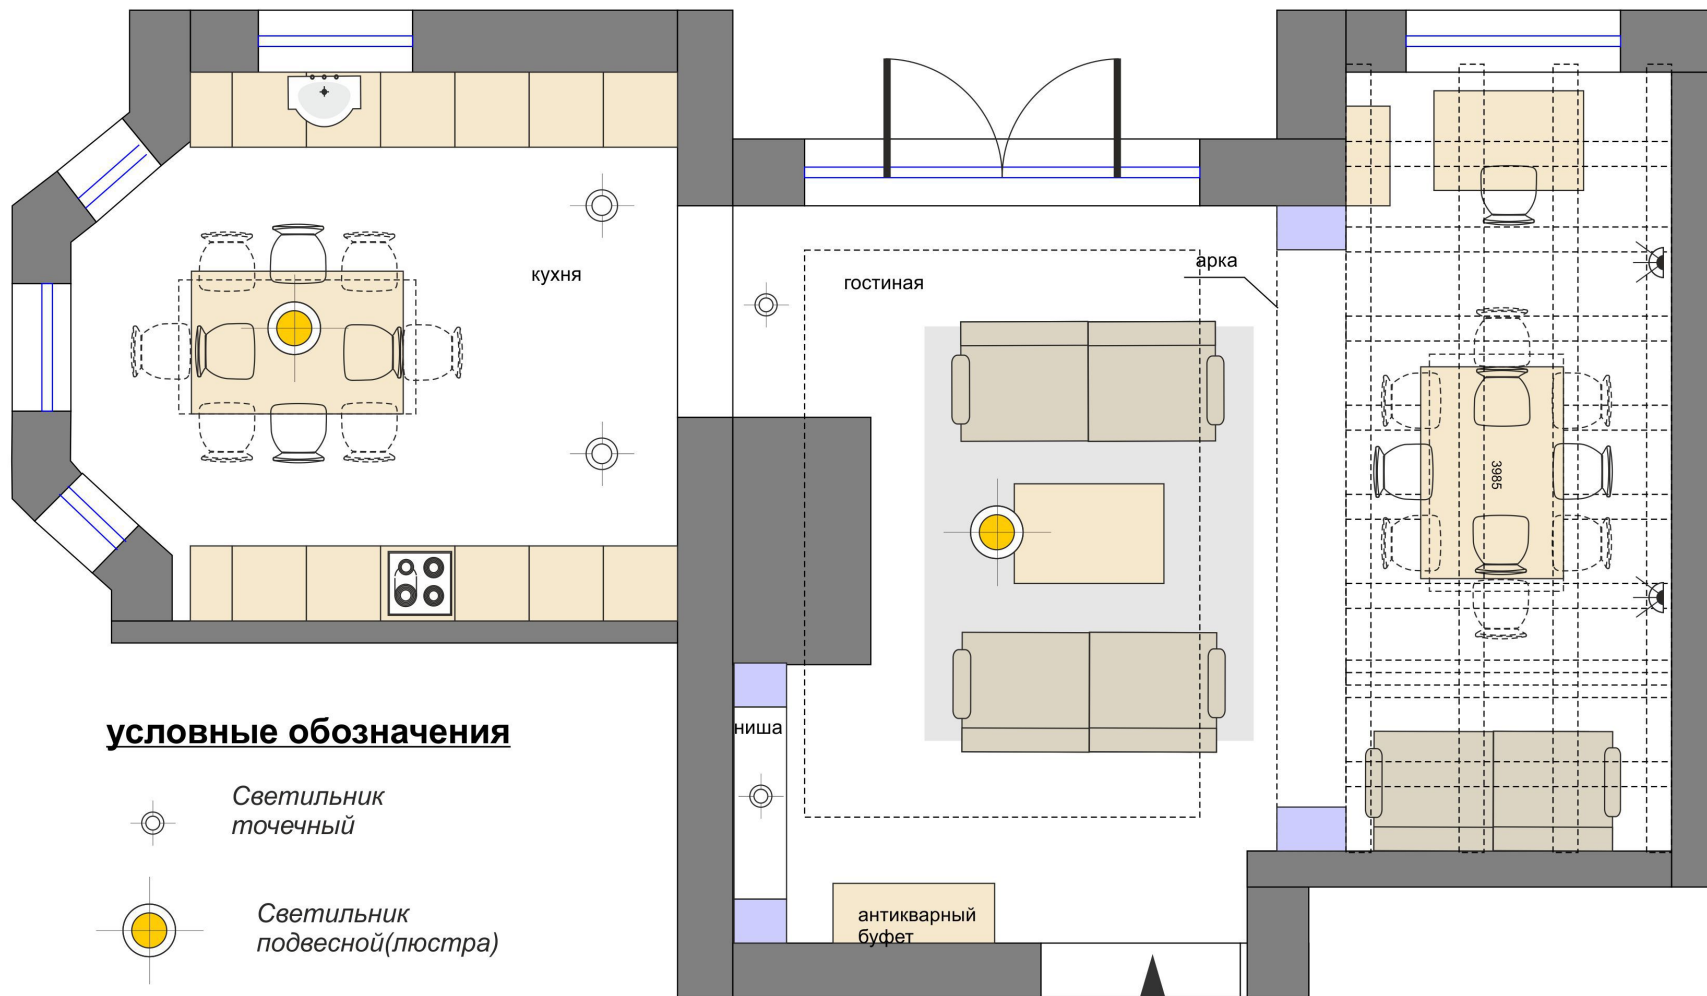 кухня
гостиная
арка
3985
ниша
антикварный
буфет
условные обозначения
Светильник
точечный
Светильник
подвесной(люстра)